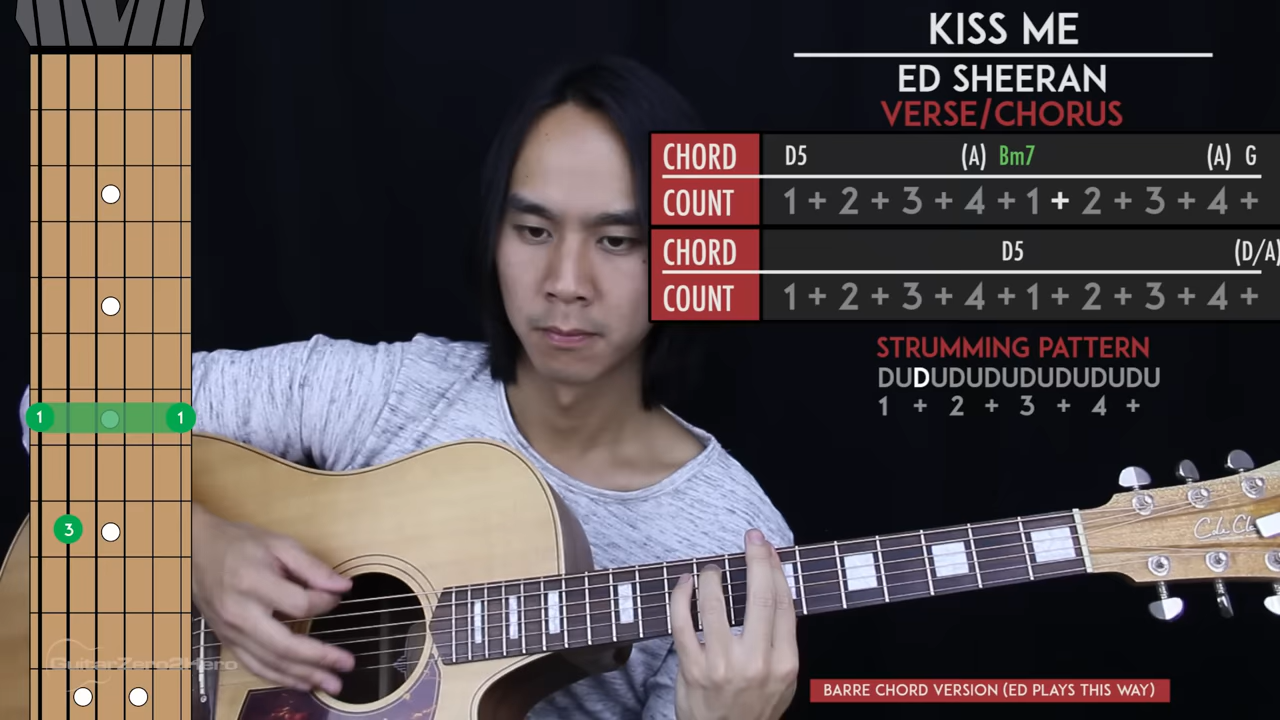 KISS ME
ED SHEERAN
VERSE/CHORUS
CHORD D5 (A) Bm7 (A) G
COUNT 1 + 2 + 3 + 4 + 1 + 2 + 3 + 4 +
CHORD D5 (D/A)
COUNT 1 + 2 + 3 + 4 + 1 + 2 + 3 + 4 +
STRUMMING PATTERN
DUDUDUDUDUDUDUDU
1 + 2 + 3 + 4 +
1 1
3
GuitarZero2Hero
BARRE CHORD VERSION (ED PLAYS THIS WAY)